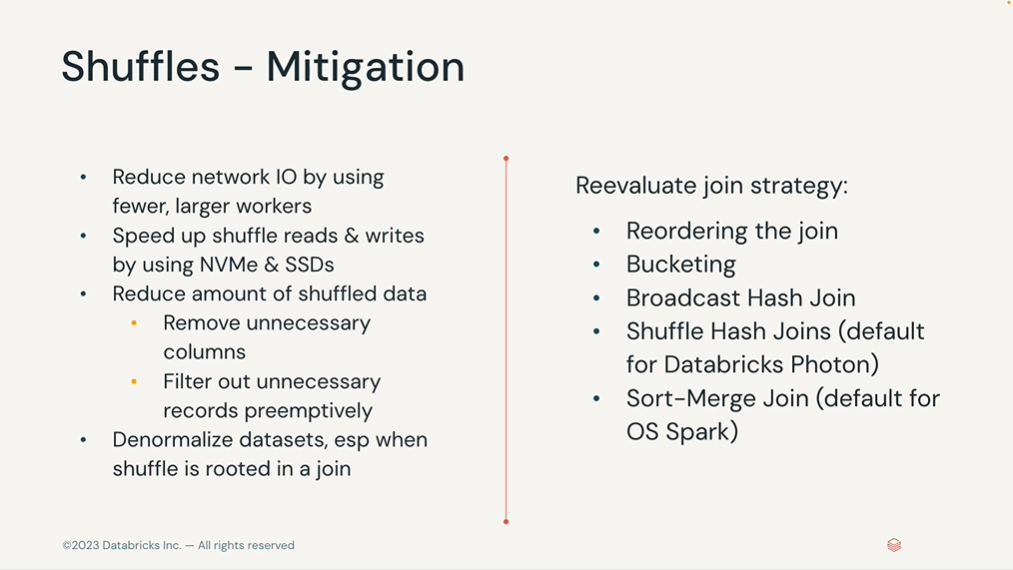 Shuffles - Mitigation
• Reduce network IO by using
fewer, larger workers
• Speed up shuffle reads & writes
by using NVMe & SSDs
• Reduce amount of shuffled data
• Remove unnecessary
columns
• Filter out unnecessary
records preemptively
• Denormalize datasets, esp when
shuffle is rooted in a join
Reevaluate join strategy:
• Reordering the join
• Bucketing
• Broadcast Hash Join
• Shuffle Hash Joins (default
for Databricks Photon)
• Sort-Merge Join (default for
OS Spark)
©2023 Databricks Inc. — All rights reserved